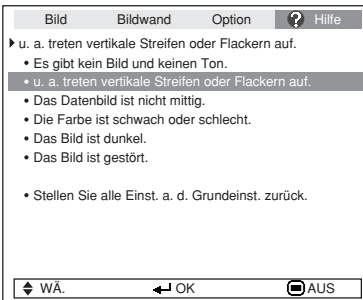 Bild Bildwand Option ? Hilfe
u. a. treten vertikale Streifen oder Flackern auf.
• Es gibt kein Bild und keinen Ton.
• u. a. treten vertikale Streifen oder Flackern auf.
• Das Datenbild ist nicht mittig.
• Die Farbe ist schwach oder schlecht.
• Das Bild ist dunkel.
• Das Bild ist gestört.
• Stellen Sie alle Einst. a. d. Grundeinst. zurück.
WÄ. OK AUS